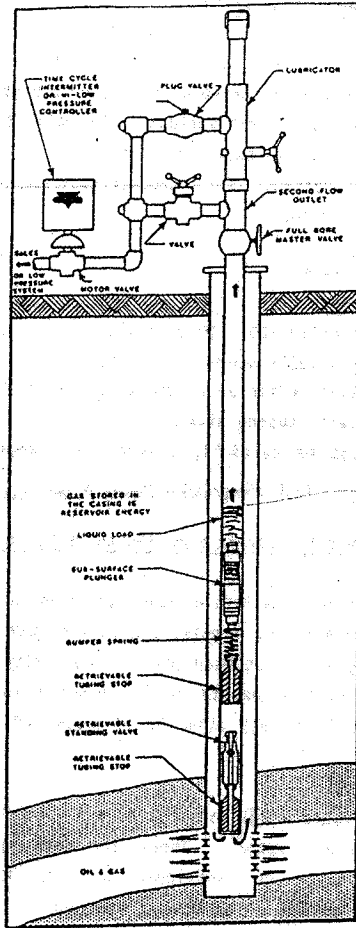 TIME CYCLE
INTERMITTER
OR HI-LOW
PRESSURE
CONTROLLER
PLUG VALVE
LUBRICATOR
SECOND FLOW
OUTLET
FULL BORE
MASTER VALVE
VALVE
SALES
OR LOW
PRESSURE
SYSTEM
MOTOR VALVE
GAS STORED IN
THE CASING IS
RESERVOIR ENERGY
LIQUID LOAD
SUB-SURFACE
PLUNGER
BUMPER SPRING
RETRIEVABLE
TUBING STOP
RETRIEVABLE
STANDING VALVE
RETRIEVABLE
TUBING STOP
OIL & GAS